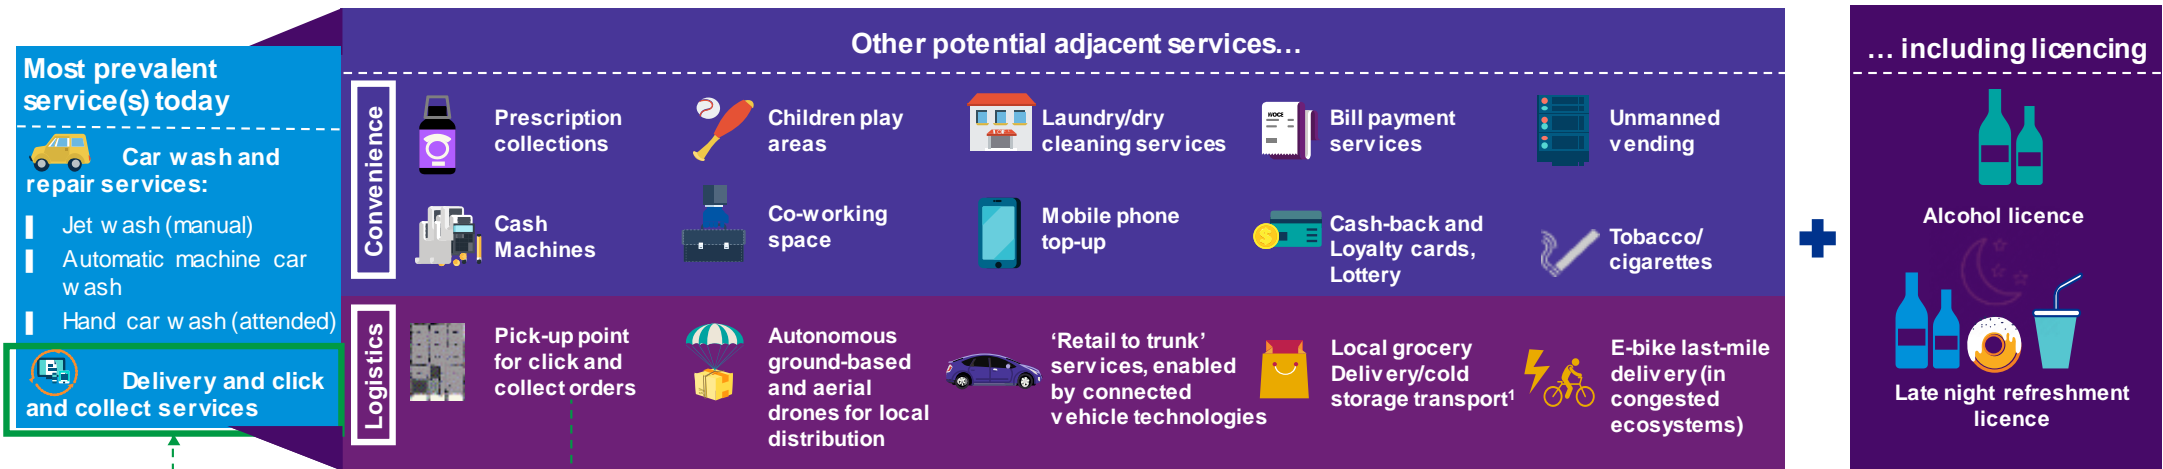 Most prevalent
service(s) today
Car wash and
repair services:
Jet wash (manual)
Automatic machine car
wash
Hand car wash (attended)
Delivery and click
and collect services
Other potential adjacent services…
Convenience
Prescription
collections
Children play
areas
Laundry/dry
cleaning services
INVOICE
Bill payment
services
Unmanned
vending
Cash
Machines
Co-working
space
Mobile phone
top-up
$
Cash-back and
Loyalty cards,
Lottery
Tobacco/
cigarettes
Logistics
Pick-up point
for click and
collect orders
Autonomous
ground-based
and aerial
drones for local
distribution
‘Retail to trunk’
services, enabled
by connected
vehicle technologies
Local grocery
Delivery/cold
storage transport¹
E-bike last-mile
delivery (in
congested
ecosystems)
… including licencing
Alcohol licence
Late night refreshment
licence